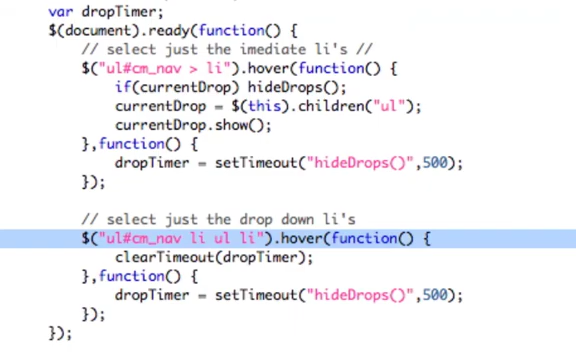 var dropTimer;
$(document).ready(function() {
// select just the imediate li's //
$("ul#cm_nav > li").hover(function() {
if(currentDrop) hideDrops();
currentDrop = $(this).children("ul");
currentDrop.show();
},function() {
dropTimer = setTimeout("hideDrops()",500);
});
// select just the drop down li's
$("ul#cm_nav li ul li").hover(function() {
clearTimeout(dropTimer);
},function() {
dropTimer = setTimeout("hideDrops()",500);
});
});